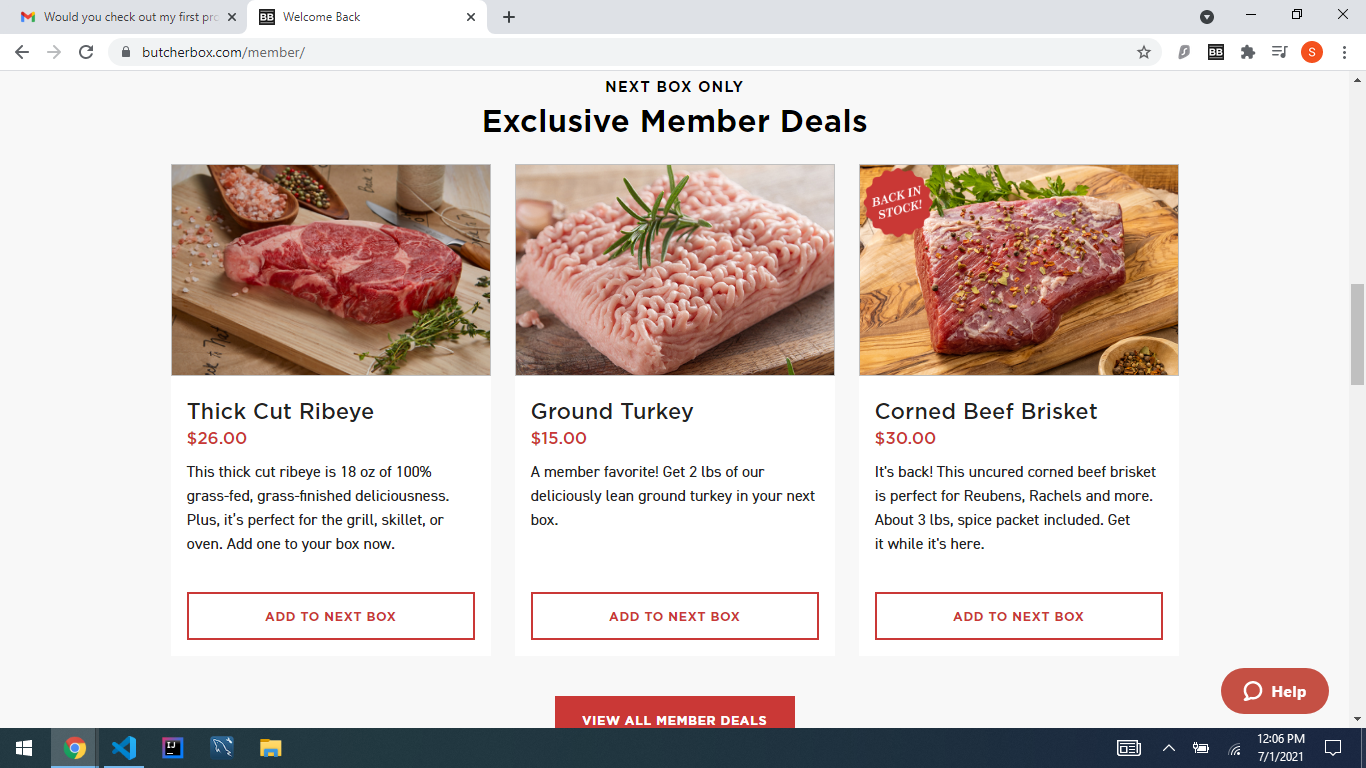 Would you check out my first pro
BB
Welcome Back
butcherbox.com/member/
BB
S
NEXT BOX ONLY
Exclusive Member Deals
BACK IN
STOCK!
Thick Cut Ribeye
$26.00
This thick cut ribeye is 18 oz of 100%
grass-fed, grass-finished deliciousness.
Plus, it's perfect for the grill, skillet, or
oven. Add one to your box now.
ADD TO NEXT BOX
Ground Turkey
$15.00
A member favorite! Get 2 lbs of our
deliciously lean ground turkey in your next
box.
ADD TO NEXT BOX
Corned Beef Brisket
$30.00
It's back! This uncured corned beef brisket
is perfect for Reubens, Rachels and more.
About 3 lbs, spice packet included. Get
it while it's here.
ADD TO NEXT BOX
VIEW ALL MEMBER DEALS
Help
IJ
12:06 PM
7/1/2021